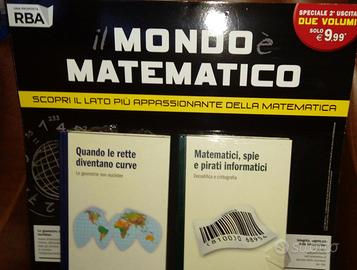 UNA PROPOSTA
RBA
il MONDO è
MATEMATICO
SPECIALE 2ª USCITA
DUE VOLUMI
SOLO
€ 9,99
SCOPRI IL LATO PIÙ APPASSIONANTE DELLA MATEMATICA
Quando le rette
diventano curve
Le geometrie non euclidee
Matematici, spie
e pirati informatici
Decodifica e crittografia
subito